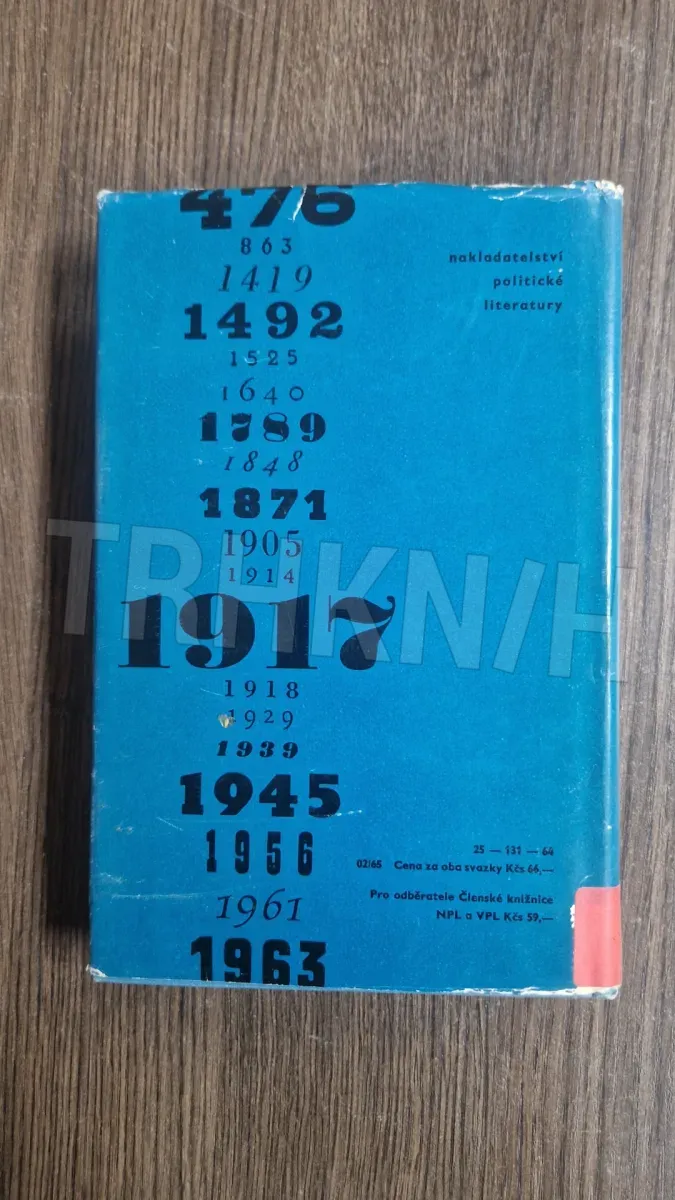 476
863
1419
1492
1525
1640
1789
1848
1871
1905
1914
1917
1918
1929
1939
1945
1956
1961
1963
nakladatelství
politické
literatury
25 — 131 — 64
02/65 Cena za oba svazky Kčs 66,—
Pro odběratele Členské knižnice
NPL a VPL Kčs 59,—
TRHKNIH